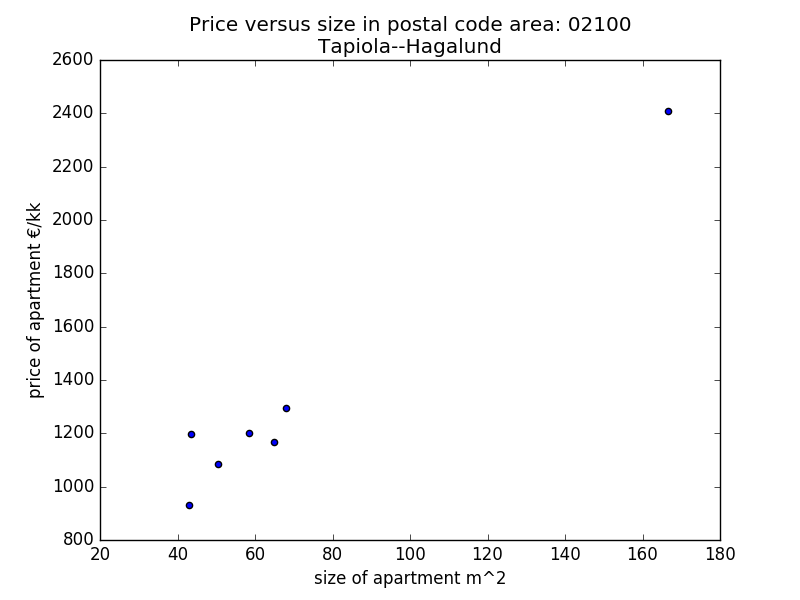 Price versus size in postal code area: 02100
Tapiola--Hagalund
2600
2400
2200
2000
1800
1600
1400
1200
1000
800
price of apartment €/kk
20 40 60 80 100 120 140 160 180
size of apartment m^2